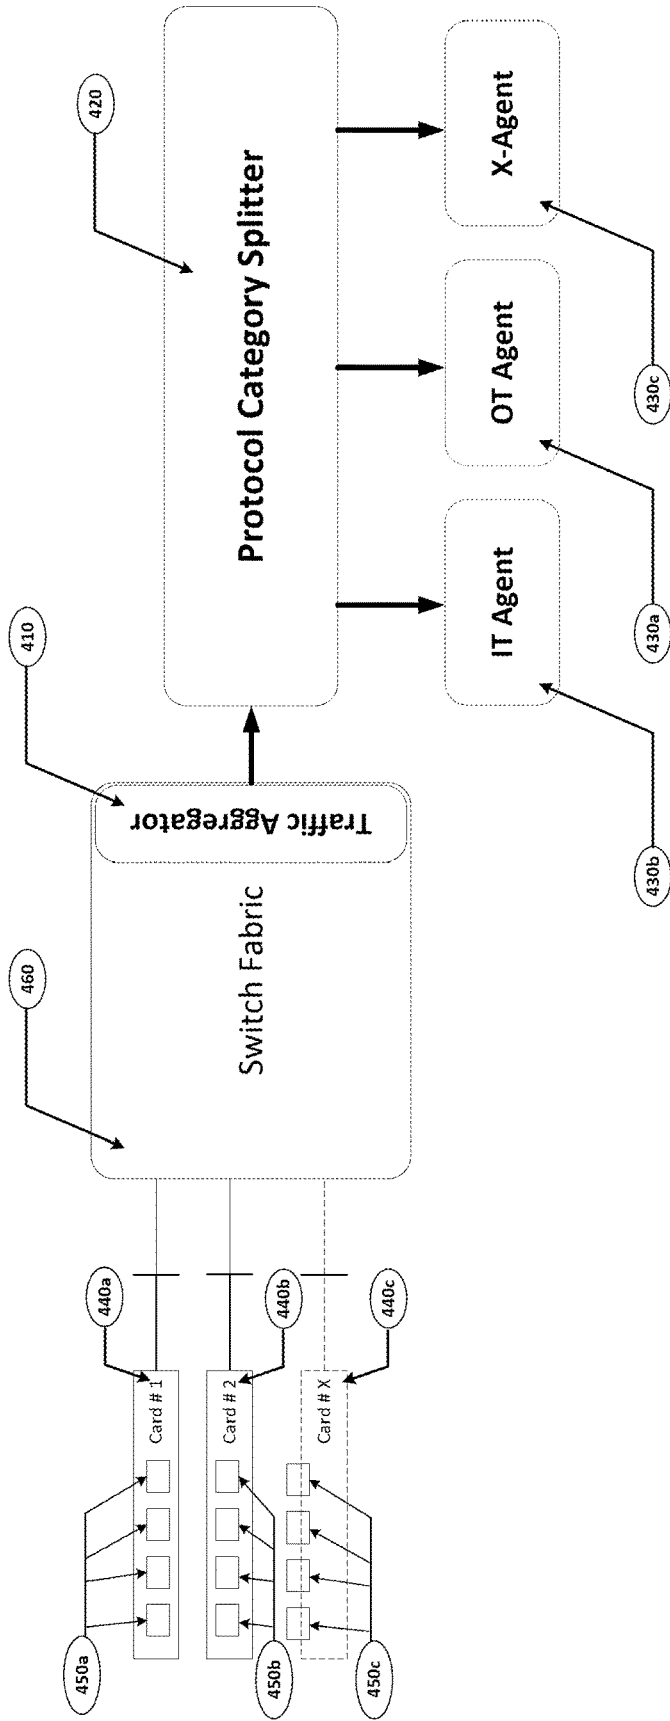 460
410
420
450a
440a
Card # 1
Card # 2
440b
450b
Card # X
440c
450c
Switch Fabric
Traffic Aggregator
Protocol Category Splitter
IT Agent
OT Agent
X-Agent
430b
430a
430c